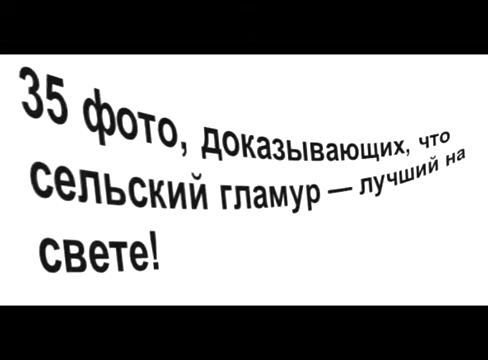 35 фото, доказывающих, что
сельский гламур — лучший на
свете!